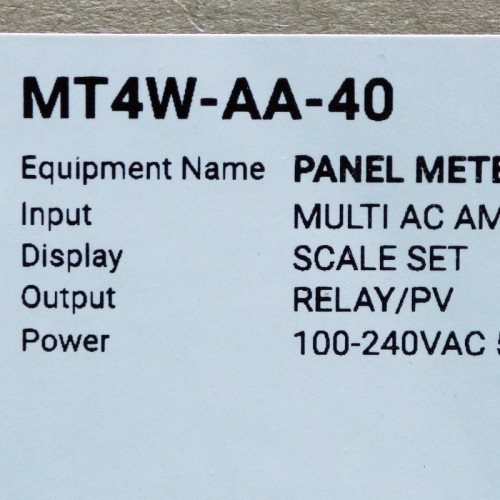 MT4W-AA-40
Equipment Name PANEL METE
Input MULTI AC AM
Display SCALE SET
Output RELAY/PV
Power 100-240VAC 5